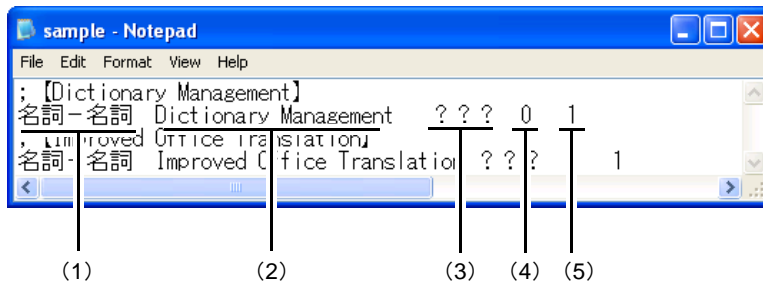 sample - Notepad
File Edit Format View Help
; 【Dictionary Management】
名詞－名詞 Dictionary Management ？？？ 0 1
; 【Improved Office Translation】
名詞－名詞 Improved Office Translation ？？？ 1
（1） （2） （3） （4） （5）